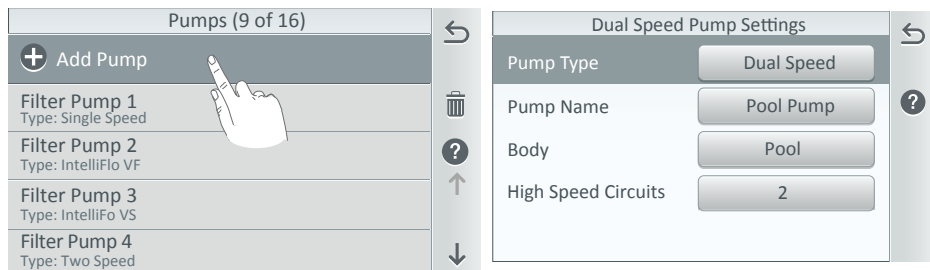 Pumps (9 of 16)
Add Pump
Filter Pump 1
Type: Single Speed
Filter Pump 2
Type: IntelliFlo VF
Filter Pump 3
Type: IntelliFo VS
Filter Pump 4
Type: Two Speed
Dual Speed Pump Settings
Pump Type Dual Speed
Pump Name Pool Pump
Body Pool
High Speed Circuits 2